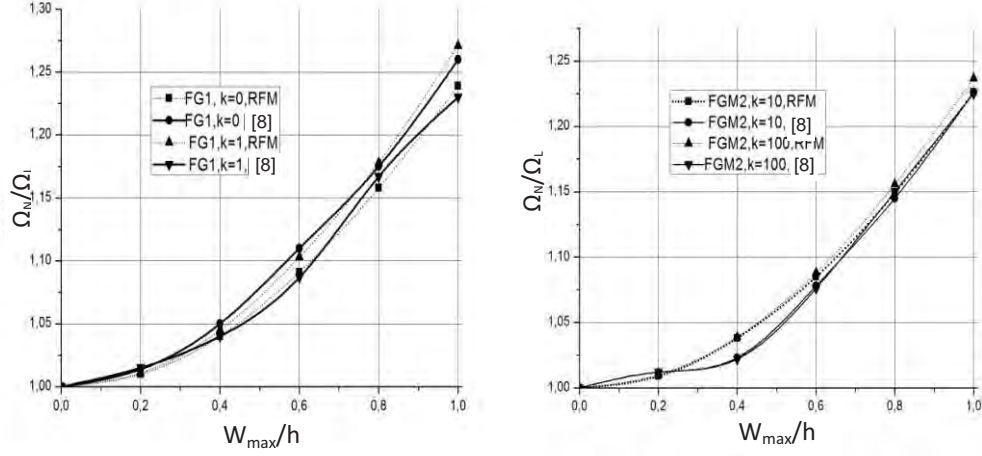 1,30
1,25
1,20
1,15
1,10
1,05
1,00
Ω_N/Ω_L
FG1, k=0,RFM
FG1,k=0 [8]
FG1,k=1,RFM
FG1,k=1, [8]
0,0 0,2 0,4 0,6 0,8 1,0
W_max/h
1,25
1,20
1,15
1,10
1,05
1,00
Ω_N/Ω_L
FGM2,k=10,RFM
FGM2,k=10, [8]
FGM2,k=100,RFM
FGM2,k=100, [8]
0,0 0,2 0,4 0,6 0,8 1,0
W_max/h